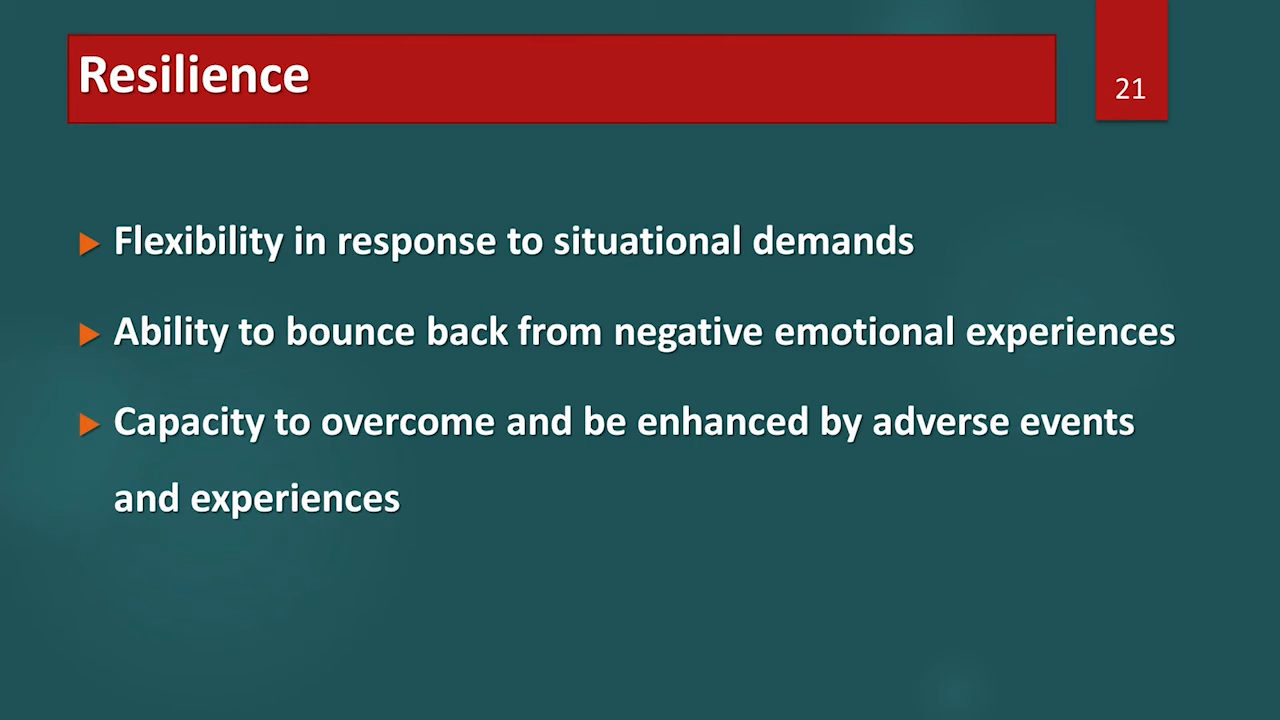 Resilience
21
Flexibility in response to situational demands
Ability to bounce back from negative emotional experiences
Capacity to overcome and be enhanced by adverse events
and experiences